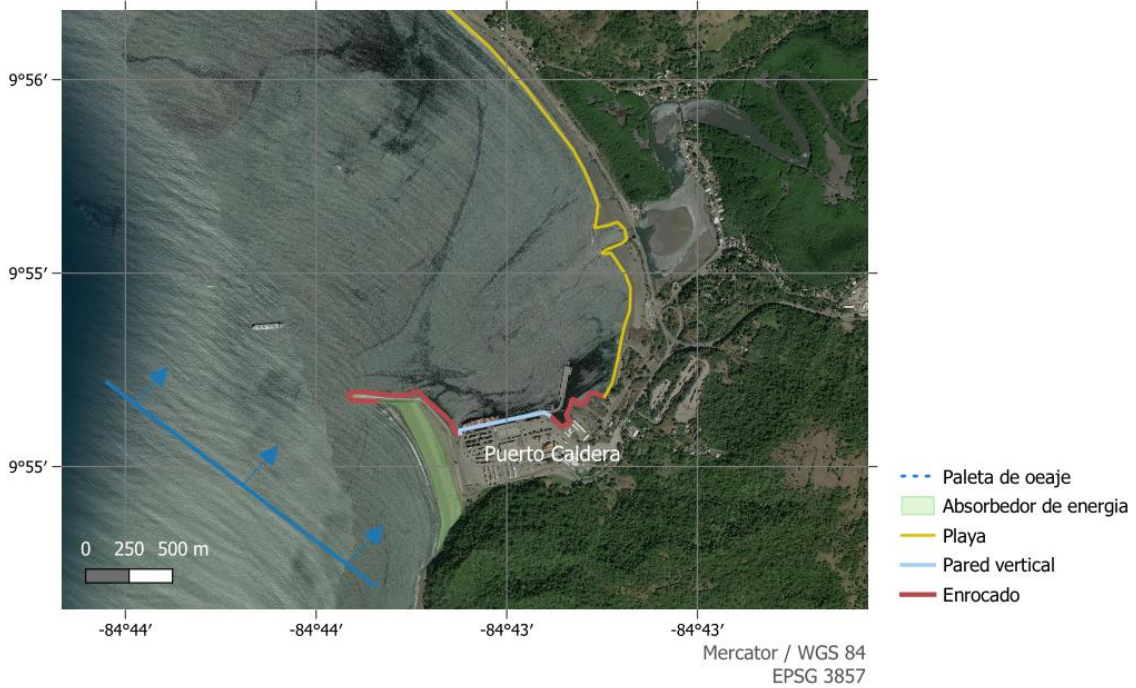 9°56′
9°55′
9°55′
Puerto Caldera
0 250 500 m
-84°44′ -84°44′ -84°43′ -84°43′
Mercator / WGS 84
EPSG 3857
Paleta de oeaje
Absorbedor de energia
Playa
Pared vertical
Enrocado